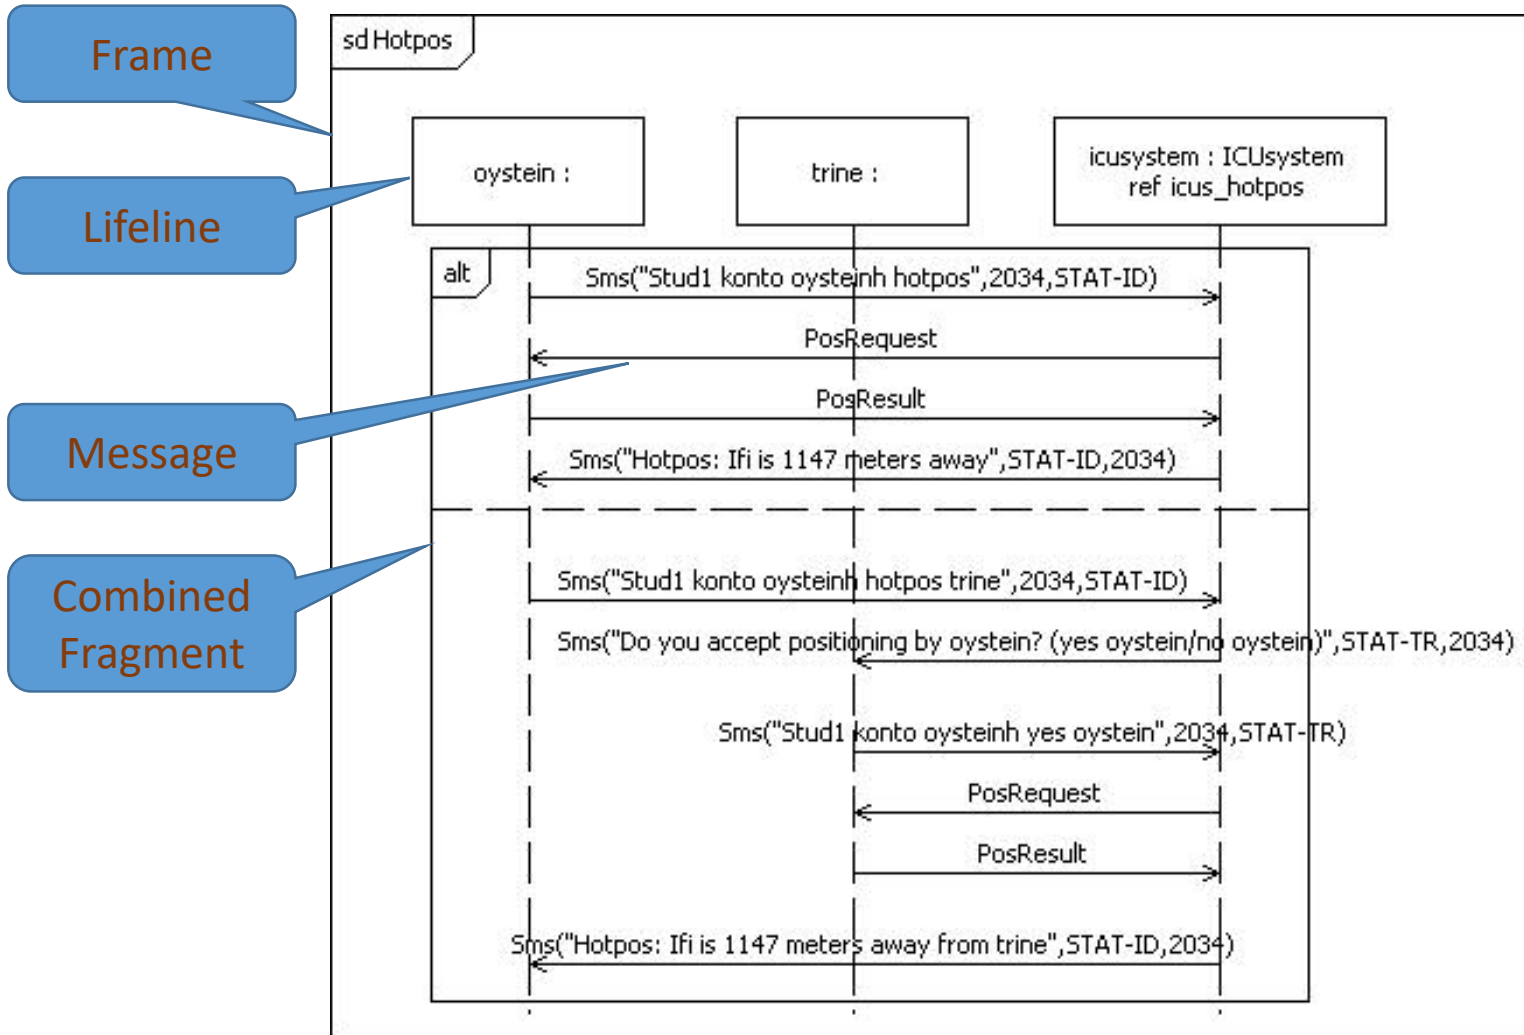 Frame
Lifeline
Message
Combined
Fragment
sd Hotpos
oystein :
trine :
icusystem : ICUsystem
ref icus_hotpos
alt
Sms("Stud1 konto oysteinh hotpos",2034,STAT-ID)
PosRequest
PosResult
Sms("Hotpos: Ifi is 1147 meters away",STAT-ID,2034)
Sms("Stud1 konto oysteinh hotpos trine",2034,STAT-ID)
Sms("Do you accept positioning by oystein? (yes oystein/no oystein)",STAT-TR,2034)
Sms("Stud1 konto oysteinh yes oystein",2034,STAT-TR)
PosRequest
PosResult
Sms("Hotpos: Ifi is 1147 meters away from trine",STAT-ID,2034)